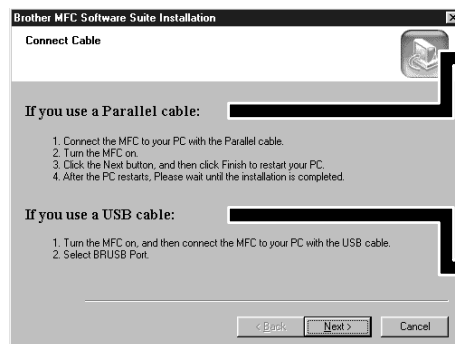 Brother MFC Software Suite Installation
Connect Cable
If you use a Parallel cable:
1. Connect the MFC to your PC with the Parallel cable.
2. Turn the MFC on.
3. Click the Next button, and then click Finish to restart your PC.
4. After the PC restarts, Please wait until the installation is completed.
If you use a USB cable:
1. Turn the MFC on, and then connect the MFC to your PC with the USB cable.
2. Select BRUSB Port.
< Back Next > Cancel